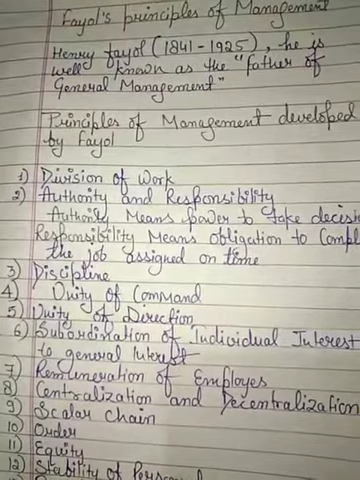 Fayol's principles of Management
Henry fayol (1841-1925), he is
well known as the "father of
General Management"
Principles of Management developed
by Fayol
1) Division of Work
2) Authority and Responsibility
Authority Means power to take decisi
Responsibility Means obligation to Compl
the job assigned on time
3) Discipline
4) Unity of Command
5) Unity of Direction
6) Subordination of Individual Interest
to general Interest
7) Remuneration of Employes
8) Centralization and Decentralization
9) Scalar Chain
10) Order
11) Equity
12) Stability of